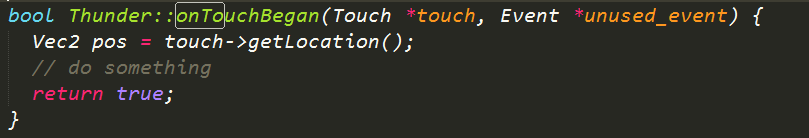 bool Thunder::onTouchBegan(Touch *touch, Event *unused_event) {
  Vec2 pos = touch->getLocation();
  // do something
  return true;
}